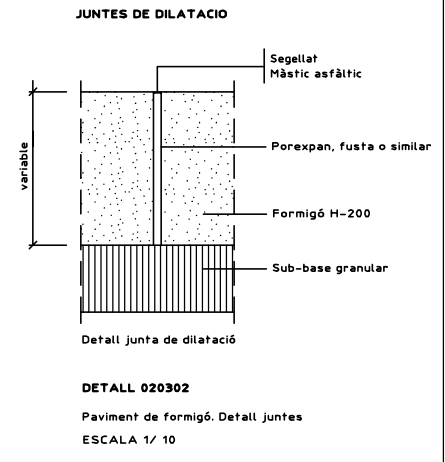 JUNTES DE DILATACIO
Segellat
Màstic asfàltic
variable
Porexpan, fusta o similar
Formigó H-200
Sub-base granular
Detall junta de dilatació
DETALL 020302
Paviment de formigó. Detall juntes
ESCALA 1/ 10